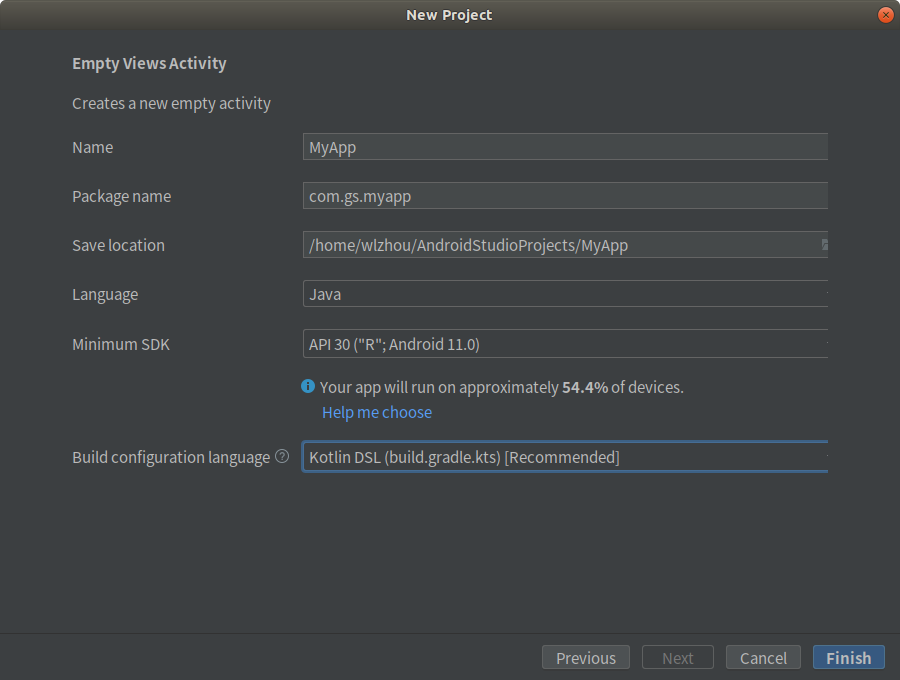 New Project
Empty Views Activity
Creates a new empty activity
Name MyApp
Package name com.gs.myapp
Save location /home/wlzhou/AndroidStudioProjects/MyApp
Language Java
Minimum SDK API 30 ("R"; Android 11.0)
Your app will run on approximately 54.4% of devices.
Help me choose
Build configuration language ? Kotlin DSL (build.gradle.kts) [Recommended]
Previous Next Cancel Finish